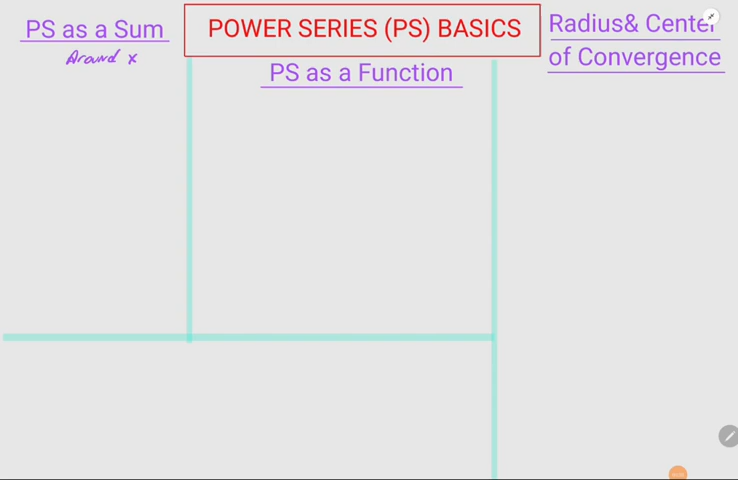 PS as a Sum
Around x
POWER SERIES (PS) BASICS
PS as a Function
Radius& Center
of Convergence